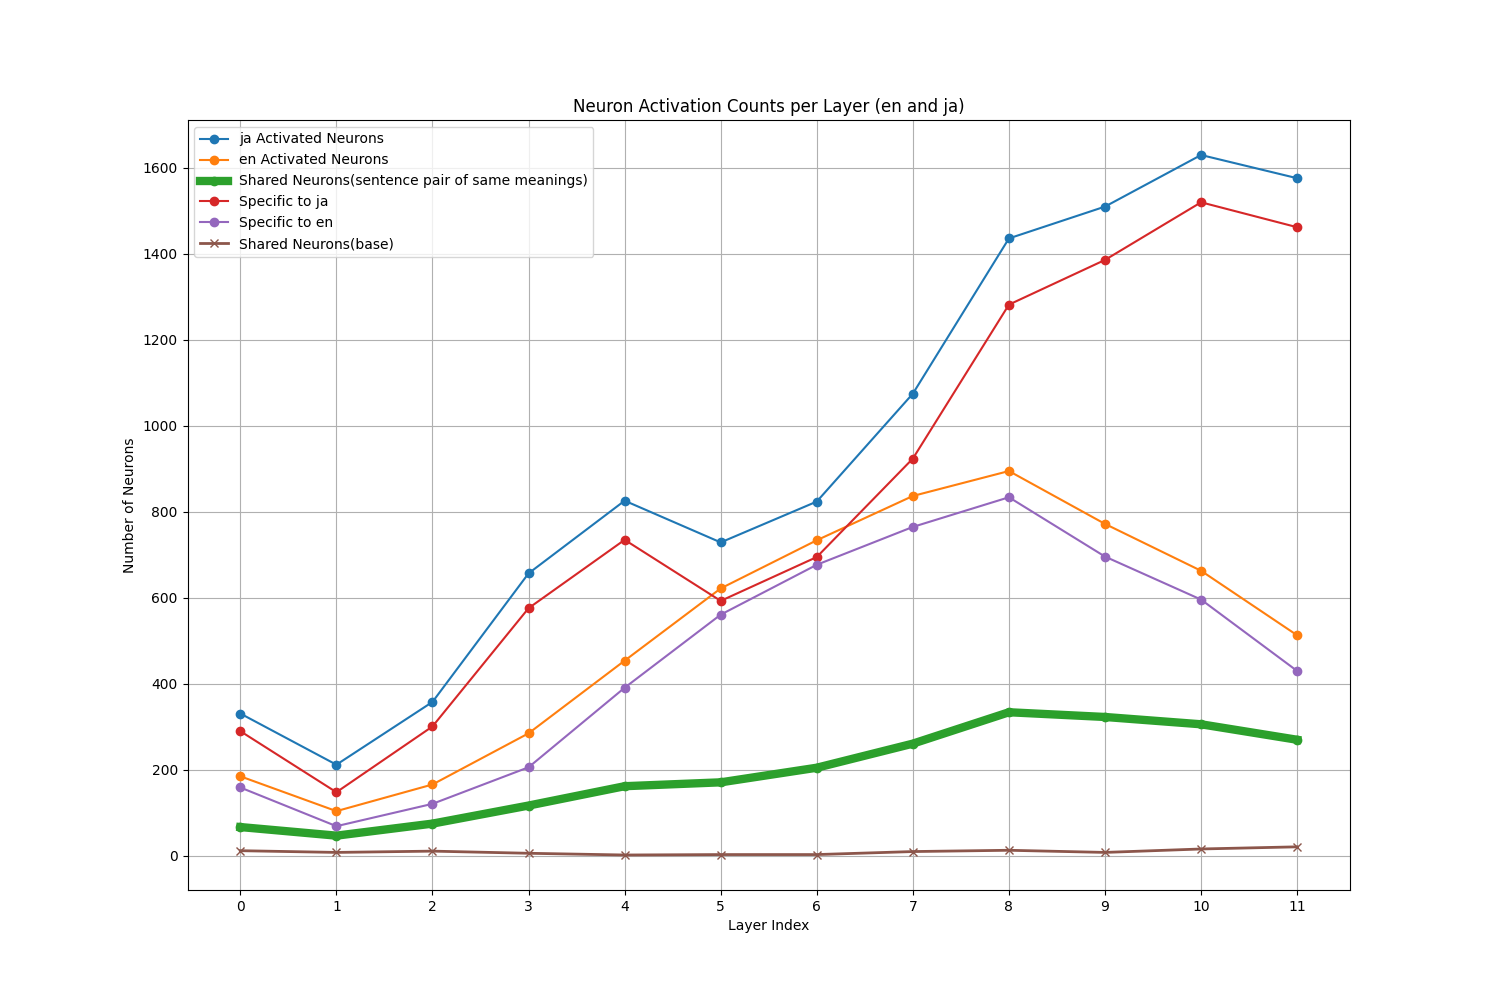 Neuron Activation Counts per Layer (en and ja)
ja Activated Neurons
en Activated Neurons
Shared Neurons(sentence pair of same meanings)
Specific to ja
Specific to en
Shared Neurons(base)
Number of Neurons
1600
1400
1200
1000
800
600
400
200
0
0 1 2 3 4 5 6 7 8 9 10 11
Layer Index